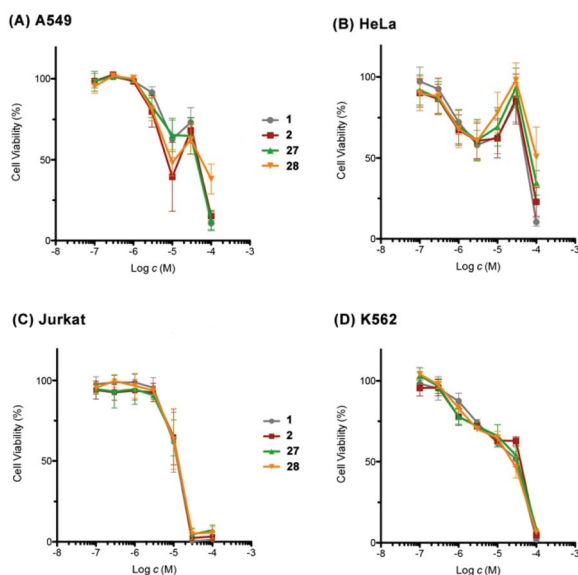 (A) A549
Cell Viability (%)
100
50
0
-8 -7 -6 -5 -4 -3
Log c (M)
1
2
27
28
(B) HeLa
Cell Viability (%)
150
100
50
0
-8 -7 -6 -5 -4 -3
Log c (M)
(C) Jurkat
Cell Viability (%)
100
50
0
-8 -7 -6 -5 -4 -3
Log c (M)
1
2
27
28
(D) K562
Cell Viability (%)
100
50
0
-8 -7 -6 -5 -4 -3
Log c (M)